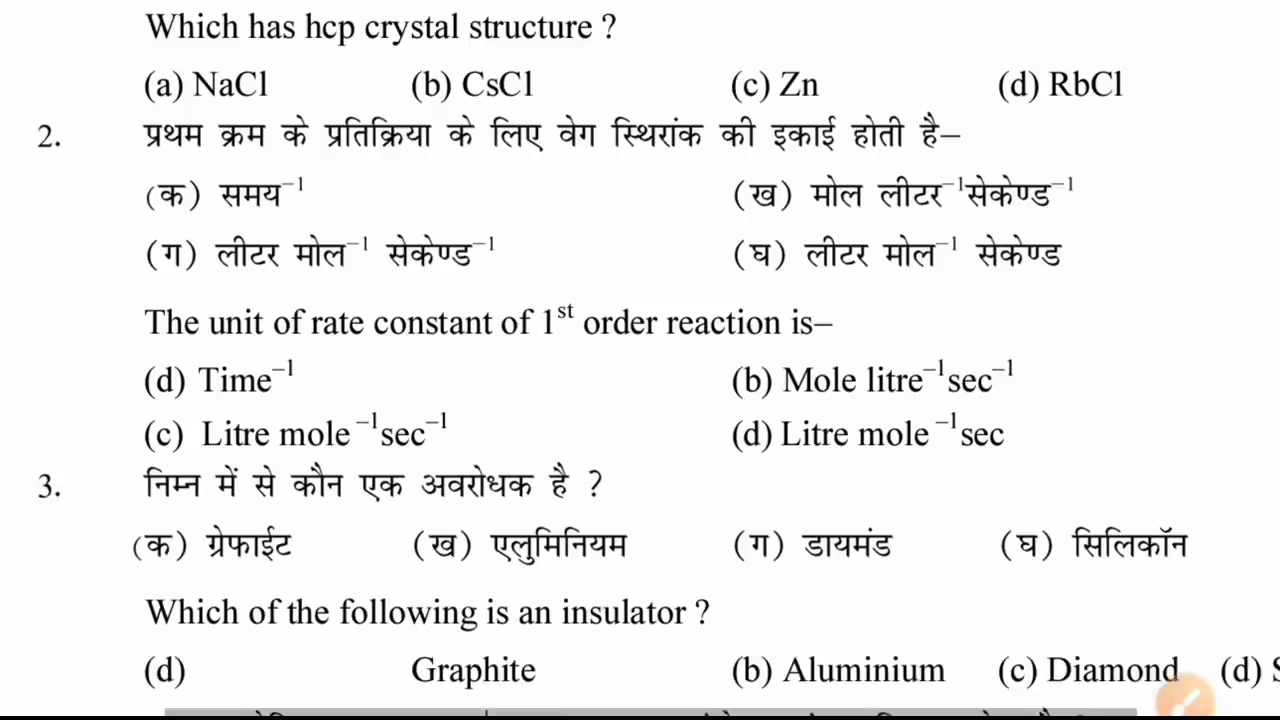 Which has hcp crystal structure ?
(a) NaCl (b) CsCl (c) Zn (d) RbCl
2. प्रथम क्रम के प्रतिक्रिया के लिए वेग स्थिरांक की इकाई होती है–
(क) समय⁻¹ (ख) मोल लीटर⁻¹सेकेण्ड⁻¹
(ग) लीटर मोल⁻¹ सेकेण्ड⁻¹ (घ) लीटर मोल⁻¹ सेकेण्ड
The unit of rate constant of 1ˢᵗ order reaction is–
(d) Time⁻¹ (b) Mole litre⁻¹sec⁻¹
(c) Litre mole ⁻¹sec⁻¹ (d) Litre mole ⁻¹sec
3. निम्न में से कौन एक अवरोधक है ?
(क) ग्रेफाईट (ख) एलुमिनियम (ग) डायमंड (घ) सिलिकॉन
Which of the following is an insulator ?
(d) Graphite (b) Aluminium (c) Diamond (d)